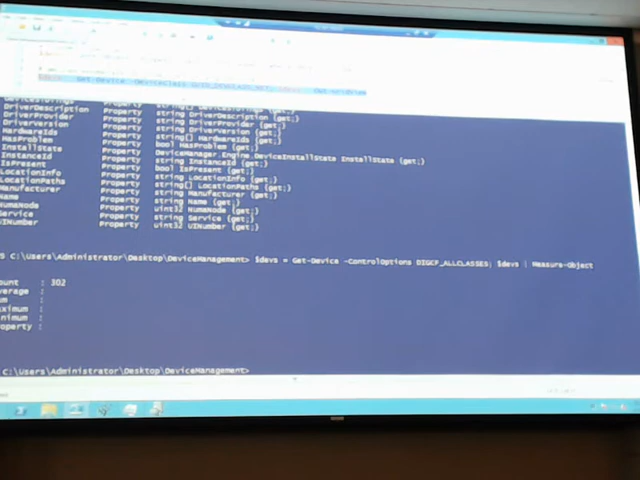 DriverDescription Property string DriverDescription {get;}
DriverProvider Property string DriverProvider {get;}
DriverVersion Property string DriverVersion {get;}
HardwareIds Property string[] HardwareIds {get;}
HasProblem Property bool HasProblem {get;}
InstallState Property DeviceManager.Engine.DeviceInstallState InstallState {get;}
InstanceId Property string InstanceId {get;}
IsPresent Property bool IsPresent {get;}
LocationInfo Property string LocationInfo {get;}
LocationPaths Property string[] LocationPaths {get;}
Manufacturer Property string Manufacturer {get;}
Name Property string Name {get;}
NumaNode Property uint32 NumaNode {get;}
Service Property string Service {get;}
UINumber Property uint32 UINumber {get;}
S C:\Users\Administrator\Desktop\DeviceManagement> $devs = Get-Device -ControlOptions DIGCF_ALLCLASSES; $devs | Measure-Object
ount : 302
verage :
um :
aximum :
inimum :
roperty :
C:\Users\Administrator\Desktop\DeviceManagement>